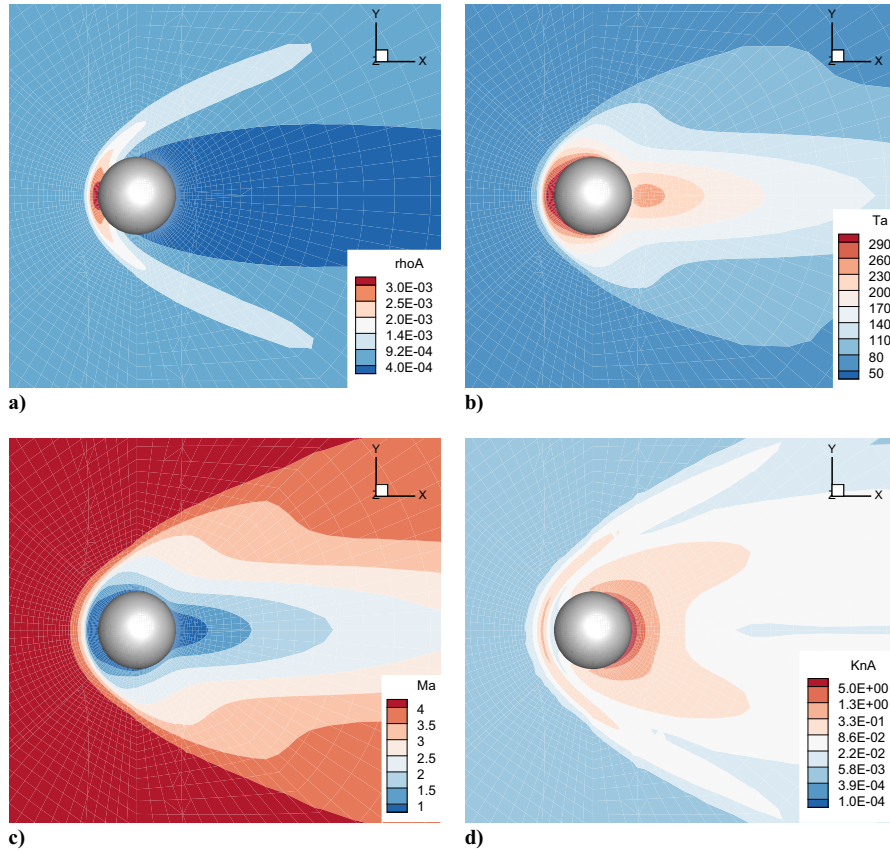 Y
Z X
rhoA
3.0E-03
2.5E-03
2.0E-03
1.4E-03
9.2E-04
4.0E-04
a)
Y
Z X
Ta
290
260
230
200
170
140
110
80
50
b)
Y
Z X
Ma
4
3.5
3
2.5
2
1.5
1
c)
Y
Z X
KnA
5.0E+00
1.3E+00
3.3E-01
8.6E-02
2.2E-02
5.8E-03
3.9E-04
1.0E-04
d)